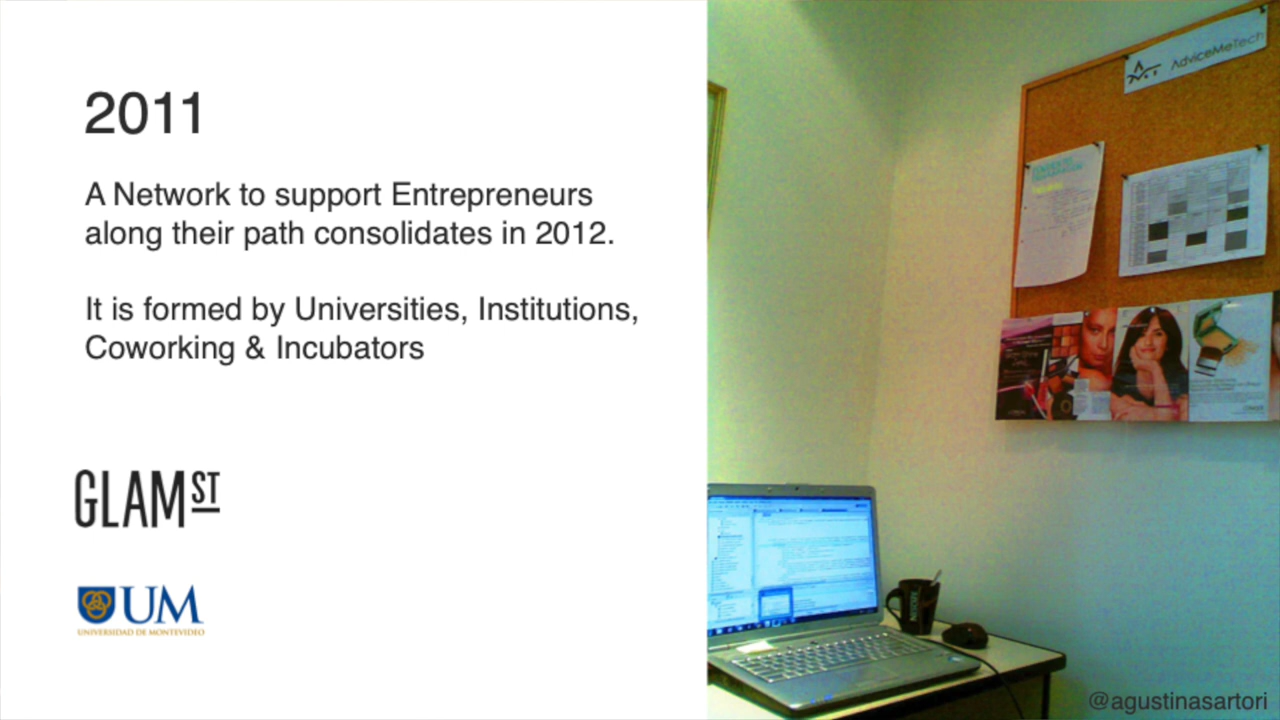 2011
A Network to support Entrepreneurs
along their path consolidates in 2012.
It is formed by Universities, Institutions,
Coworking & Incubators
GLAM ST
UM
UNIVERSIDAD DE MONTEVIDEO
AdviceMeTech
@agustinasartori